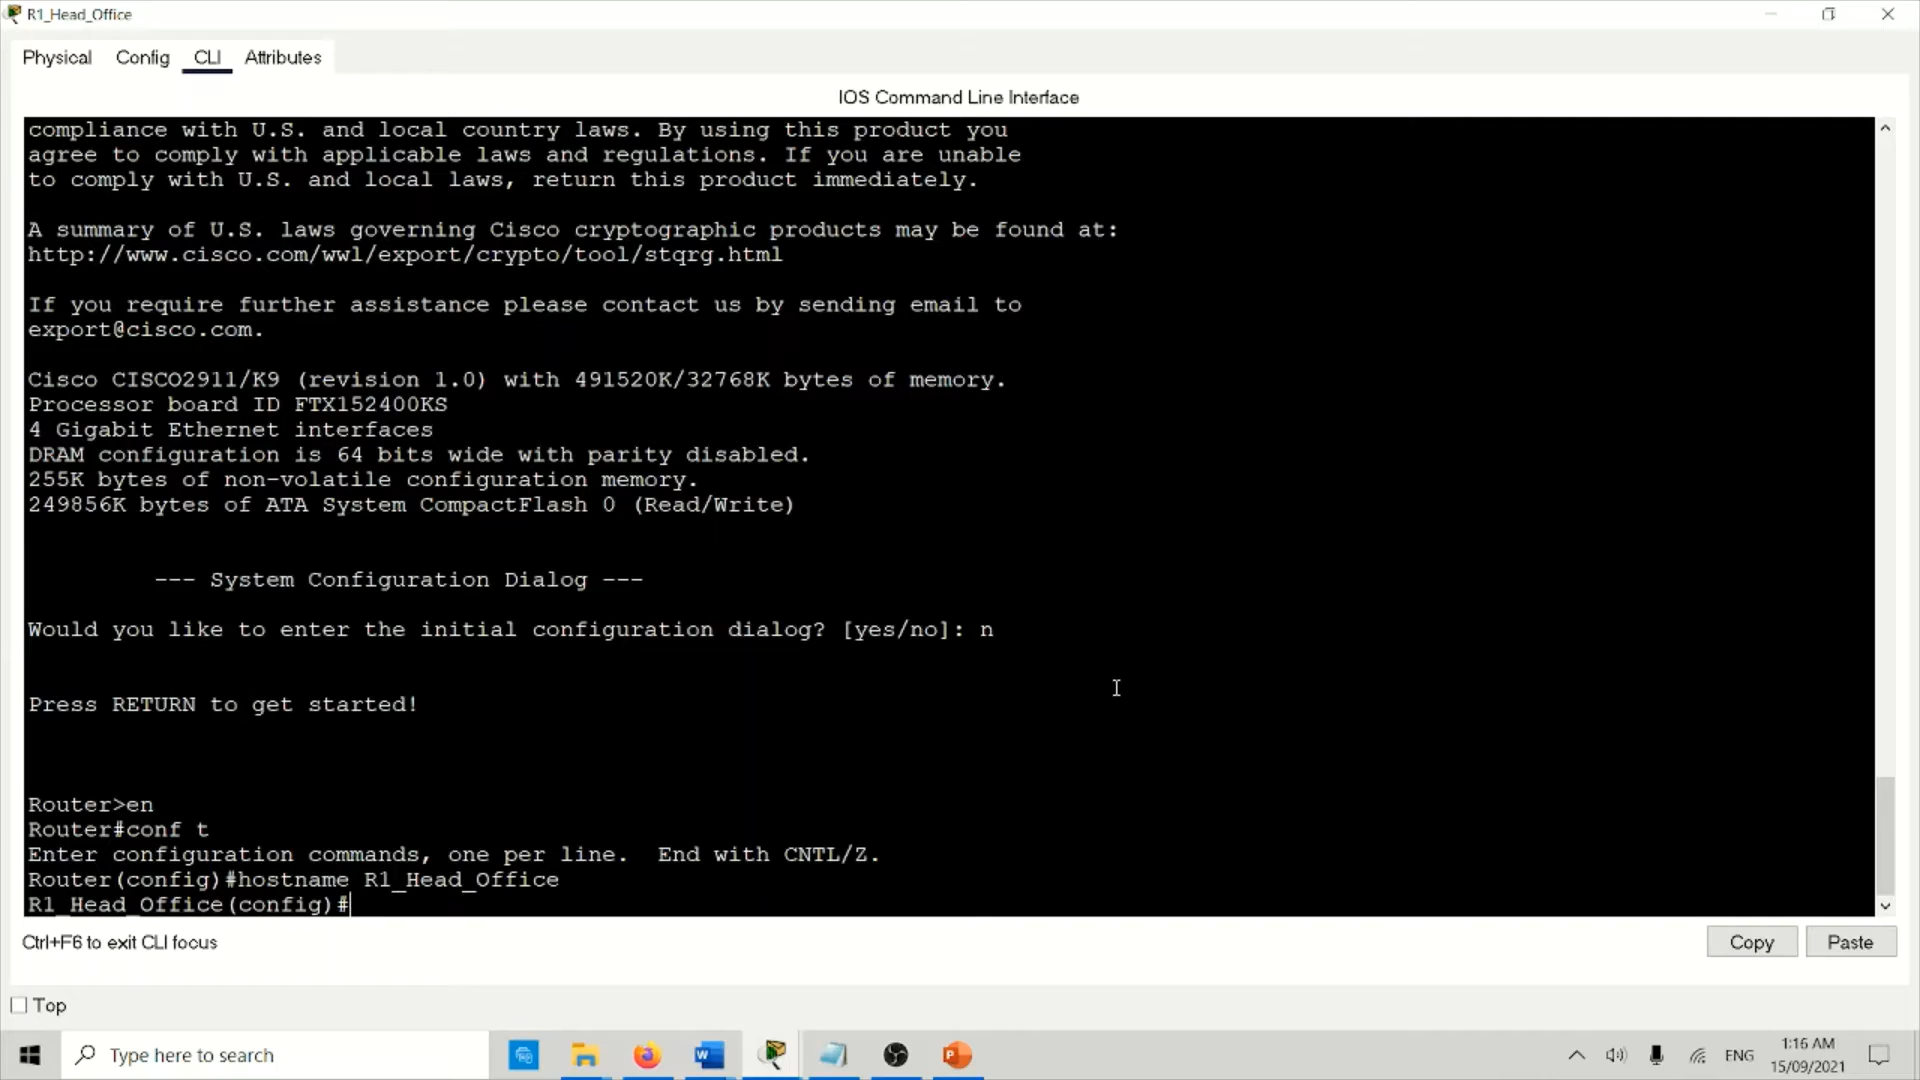 R1_Head_Office
Physical Config CLI Attributes
IOS Command Line Interface
compliance with U.S. and local country laws. By using this product you
agree to comply with applicable laws and regulations. If you are unable
to comply with U.S. and local laws, return this product immediately.
A summary of U.S. laws governing Cisco cryptographic products may be found at:
http://www.cisco.com/wwl/export/crypto/tool/stqrg.html
If you require further assistance please contact us by sending email to
export@cisco.com.
Cisco CISCO2911/K9 (revision 1.0) with 491520K/32768K bytes of memory.
Processor board ID FTX152400KS
4 Gigabit Ethernet interfaces
DRAM configuration is 64 bits wide with parity disabled.
255K bytes of non-volatile configuration memory.
249856K bytes of ATA System CompactFlash 0 (Read/Write)
--- System Configuration Dialog ---
Would you like to enter the initial configuration dialog? [yes/no]: n
Press RETURN to get started!
Router>en
Router#conf t
Enter configuration commands, one per line.  End with CNTL/Z.
Router(config)#hostname R1_Head_Office
R1_Head_Office(config)#
Ctrl+F6 to exit CLI focus
Copy Paste
Top
Type here to search
ENG
1:16 AM
15/09/2021